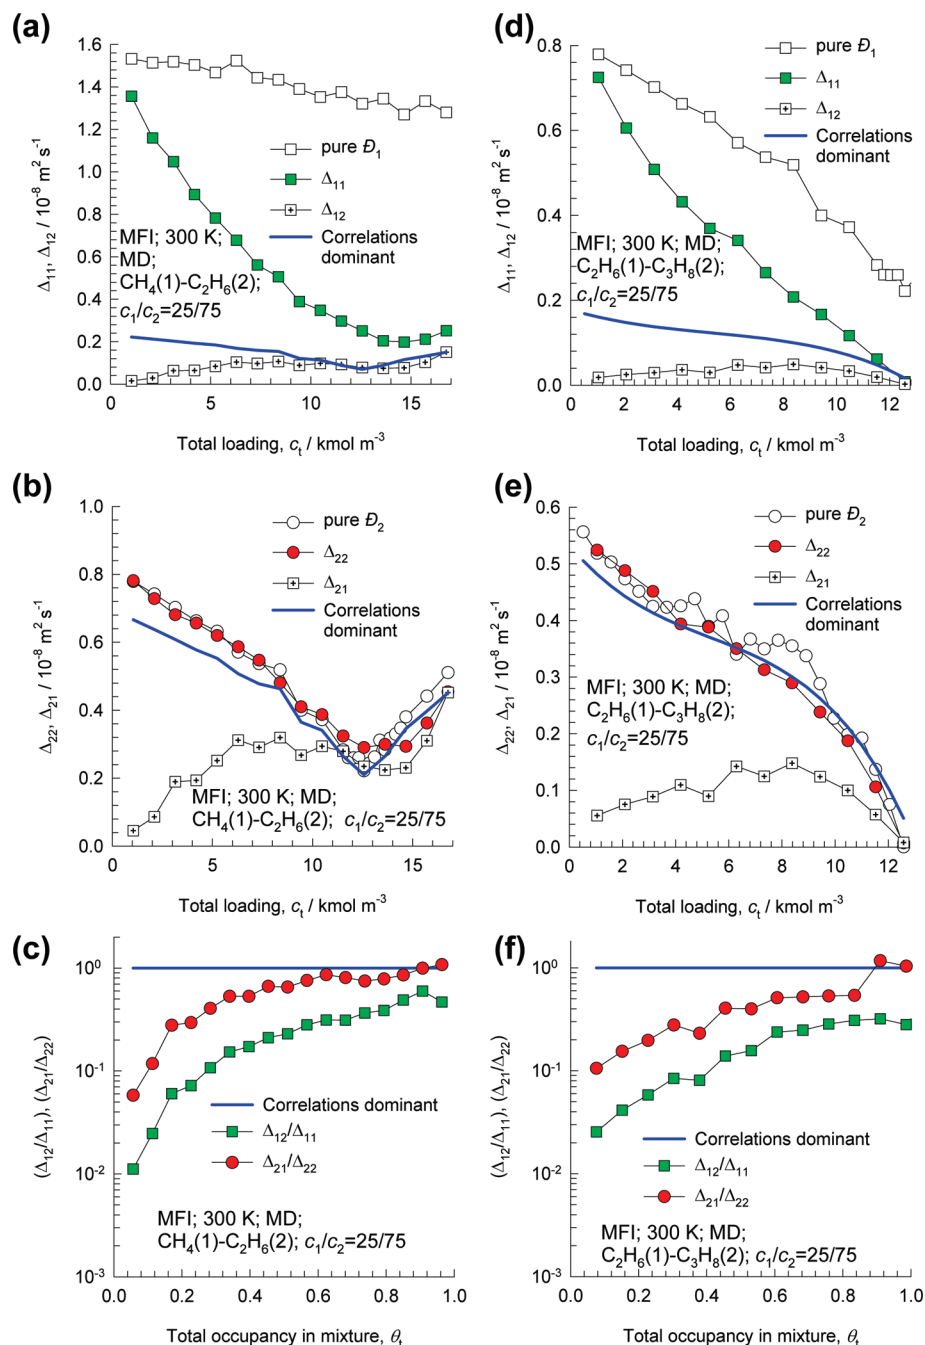 (a)
1.6
1.4
1.2
1.0
0.8
0.6
0.4
0.2
0.0
Δ₁₁, Δ₁₂ / 10⁻⁸ m² s⁻¹
pure Đ₁
Δ₁₁
Δ₁₂
Correlations
dominant
MFI; 300 K;
MD;
CH₄(1)-C₂H₆(2);
c₁/c₂=25/75
0 5 10 15
Total loading, cₜ / kmol m⁻³
(d)
0.8
0.6
0.4
0.2
0.0
Δ₁₁, Δ₁₂ / 10⁻⁸ m² s⁻¹
pure Đ₁
Δ₁₁
Δ₁₂
Correlations
dominant
MFI; 300 K; MD;
C₂H₆(1)-C₃H₈(2);
c₁/c₂=25/75
0 2 4 6 8 10 12
Total loading, cₜ / kmol m⁻³
(b)
1.0
0.8
0.6
0.4
0.2
0.0
Δ₂₂, Δ₂₁ / 10⁻⁸ m² s⁻¹
pure Đ₂
Δ₂₂
Δ₂₁
Correlations
dominant
MFI; 300 K; MD;
CH₄(1)-C₂H₆(2); c₁/c₂=25/75
0 5 10 15
Total loading, cₜ / kmol m⁻³
(e)
0.6
0.5
0.4
0.3
0.2
0.1
0.0
Δ₂₂, Δ₂₁ / 10⁻⁸ m² s⁻¹
pure Đ₂
Δ₂₂
Δ₂₁
Correlations
dominant
MFI; 300 K; MD;
C₂H₆(1)-C₃H₈(2);
c₁/c₂=25/75
0 2 4 6 8 10 12
Total loading, cₜ / kmol m⁻³
(c)
10⁰
10⁻¹
10⁻²
10⁻³
(Δ₁₂/Δ₁₁), (Δ₂₁/Δ₂₂)
Correlations dominant
Δ₁₂/Δ₁₁
Δ₂₁/Δ₂₂
MFI; 300 K; MD;
CH₄(1)-C₂H₆(2); c₁/c₂=25/75
0.0 0.2 0.4 0.6 0.8 1.0
Total occupancy in mixture, θₜ
(f)
10⁰
10⁻¹
10⁻²
10⁻³
(Δ₁₂/Δ₁₁), (Δ₂₁/Δ₂₂)
Correlations dominant
Δ₁₂/Δ₁₁
Δ₂₁/Δ₂₂
MFI; 300 K; MD;
C₂H₆(1)-C₃H₈(2); c₁/c₂=25/75
0.0 0.2 0.4 0.6 0.8 1.0
Total occupancy in mixture, θₜ